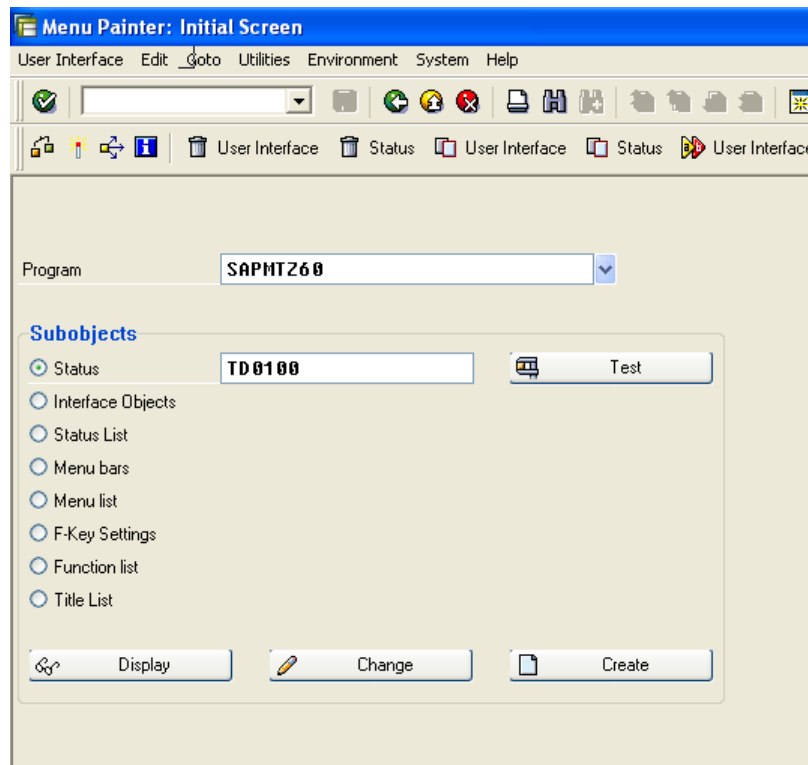 Menu Painter: Initial Screen
User Interface Edit Goto Utilities Environment System Help
User Interface Status User Interface Status User Interface
Program SAPMTZ60
Subobjects
Status TD0100 Test
Interface Objects
Status List
Menu bars
Menu list
F-Key Settings
Function list
Title List
Display Change Create